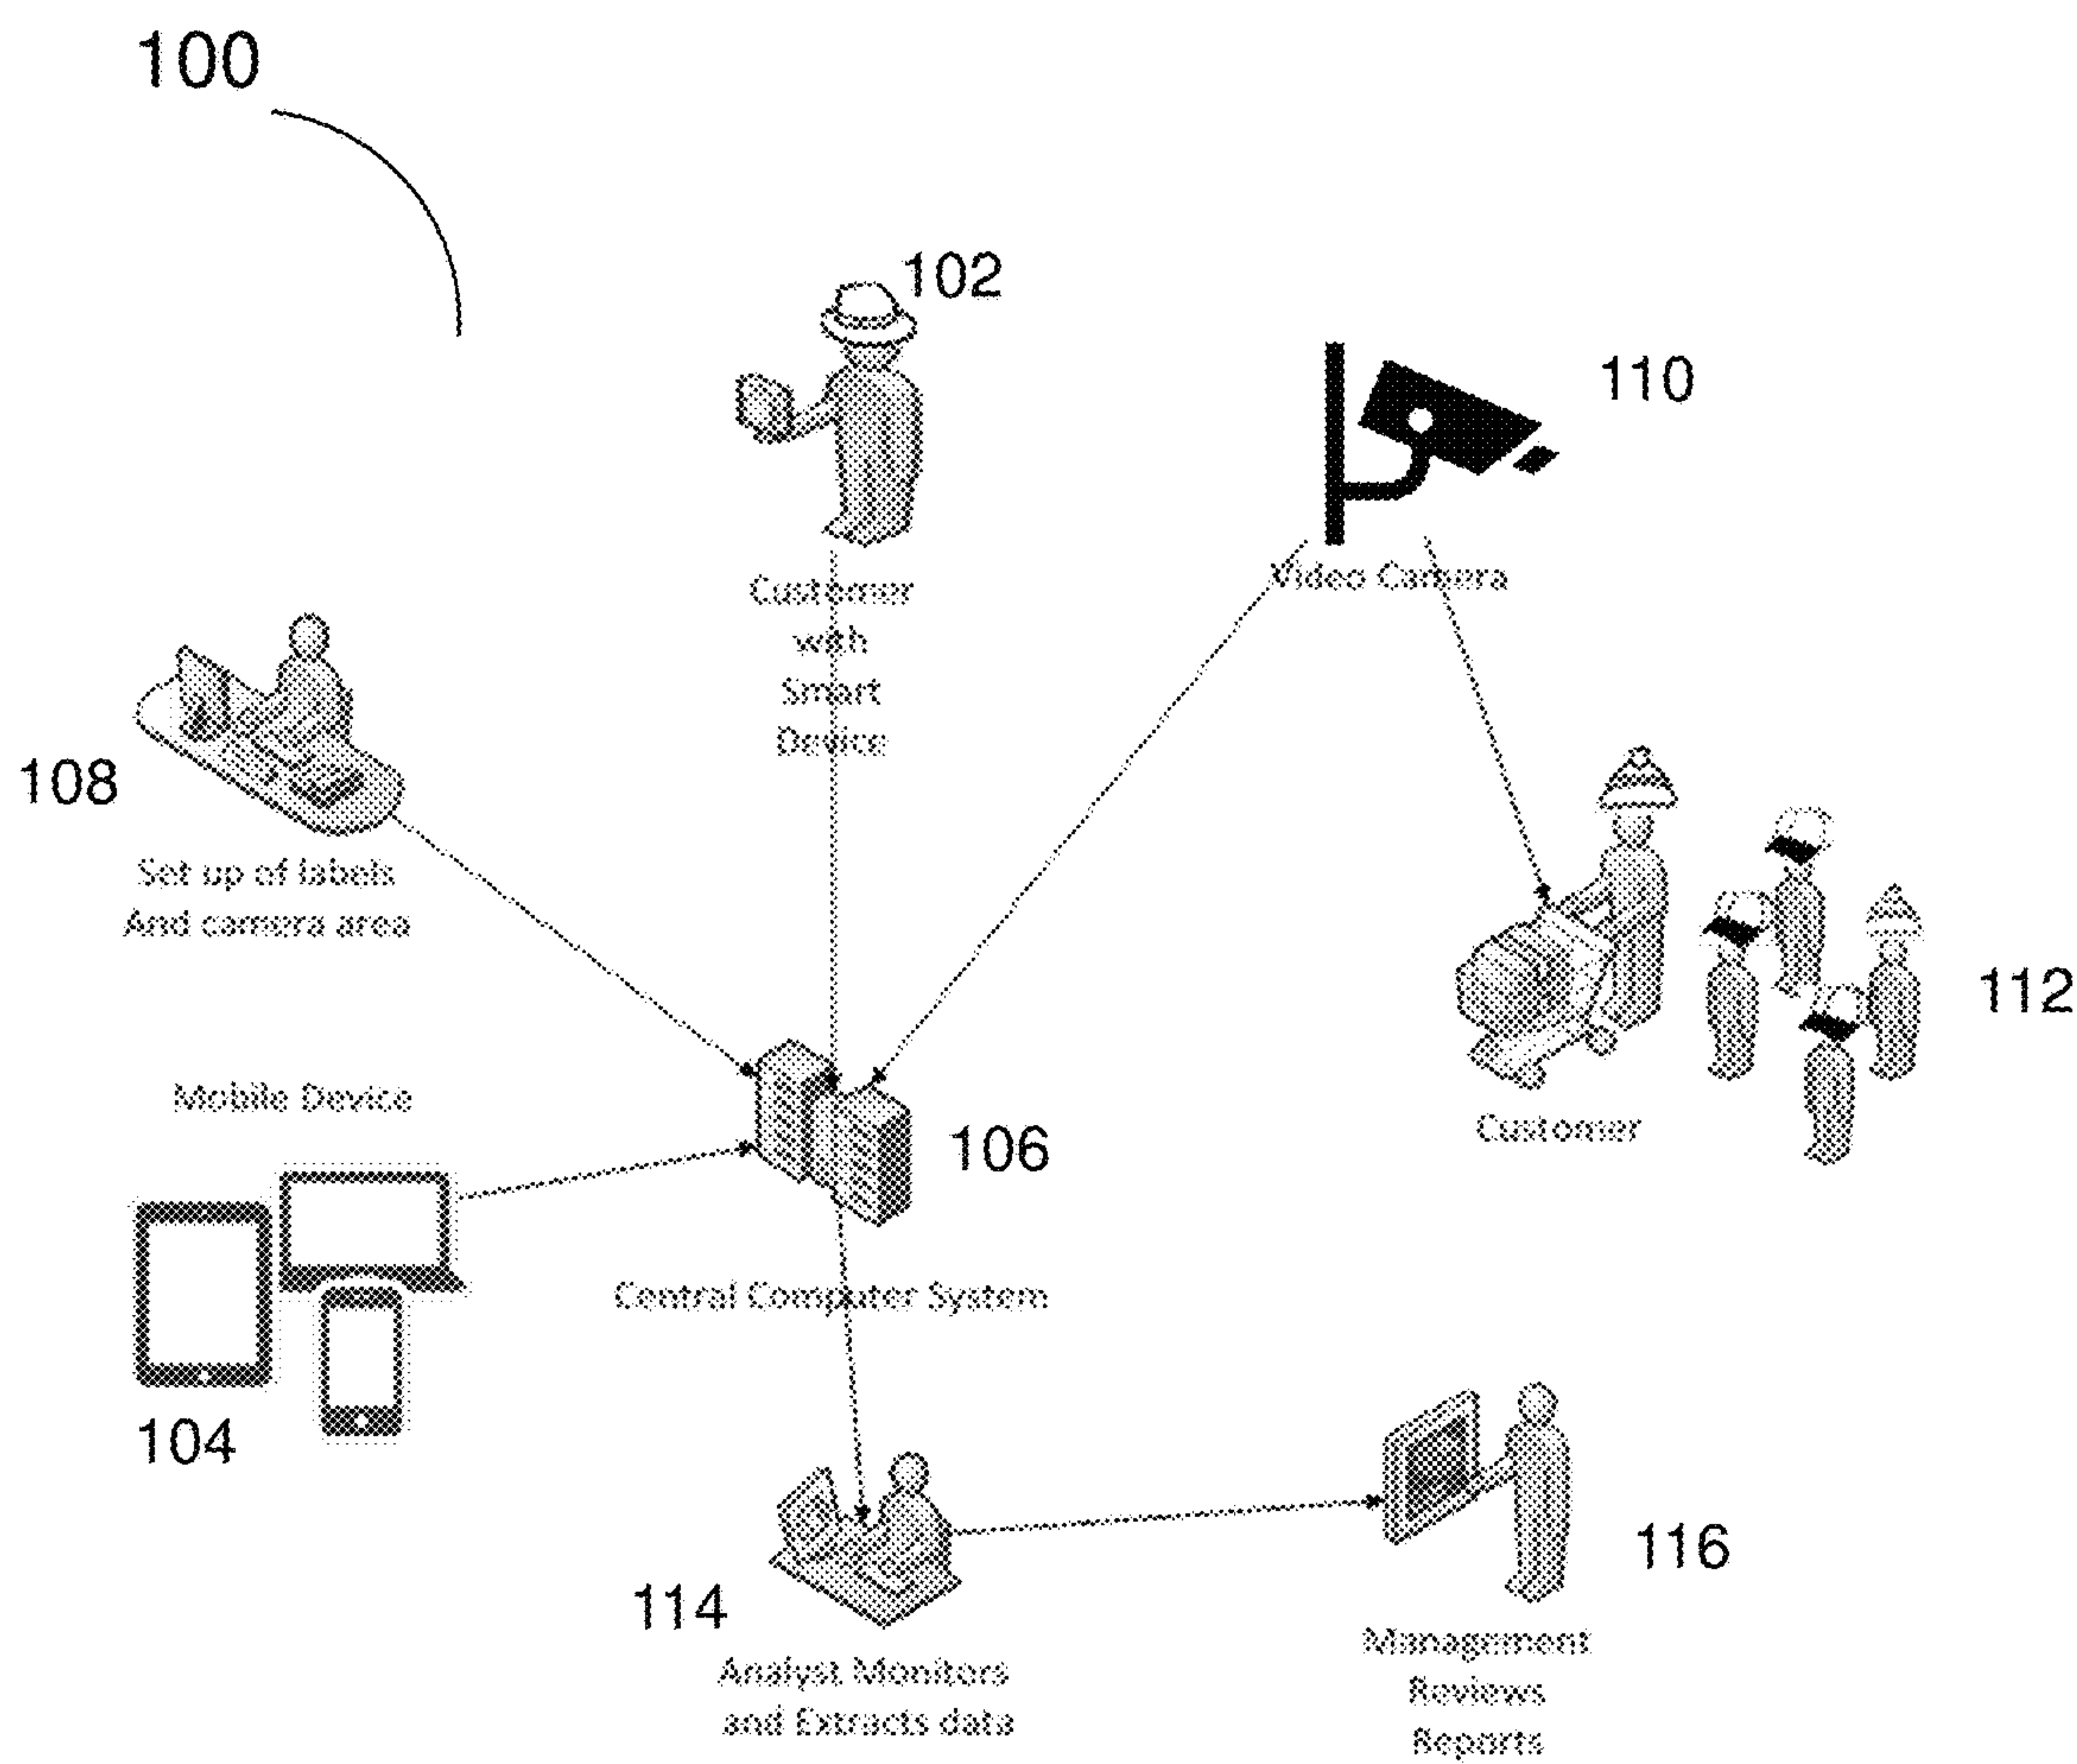 100
102
110
Customer
with
Smart
Device
Video Camera
108
Set up of labels
And camera area
112
Customer
Mobile Device
106
Central Computer System
104
114
Analyst Monitors
and Extracts data
116
Management
Reviews
Reports